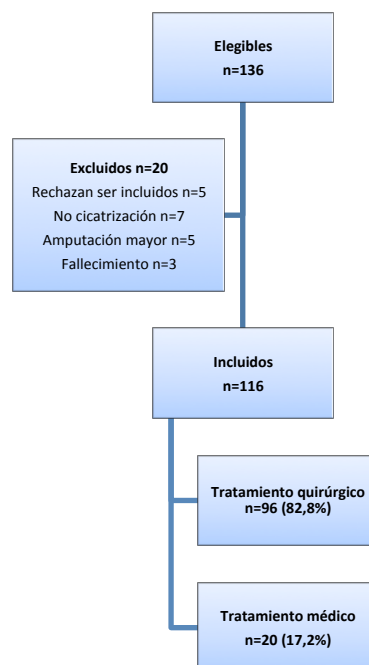 Elegibles
n=136
Excluidos n=20
Rechazan ser incluidos n=5
No cicatrización n=7
Amputación mayor n=5
Fallecimiento n=3
Incluidos
n=116
Tratamiento quirúrgico
n=96 (82,8%)
Tratamiento médico
n=20 (17,2%)